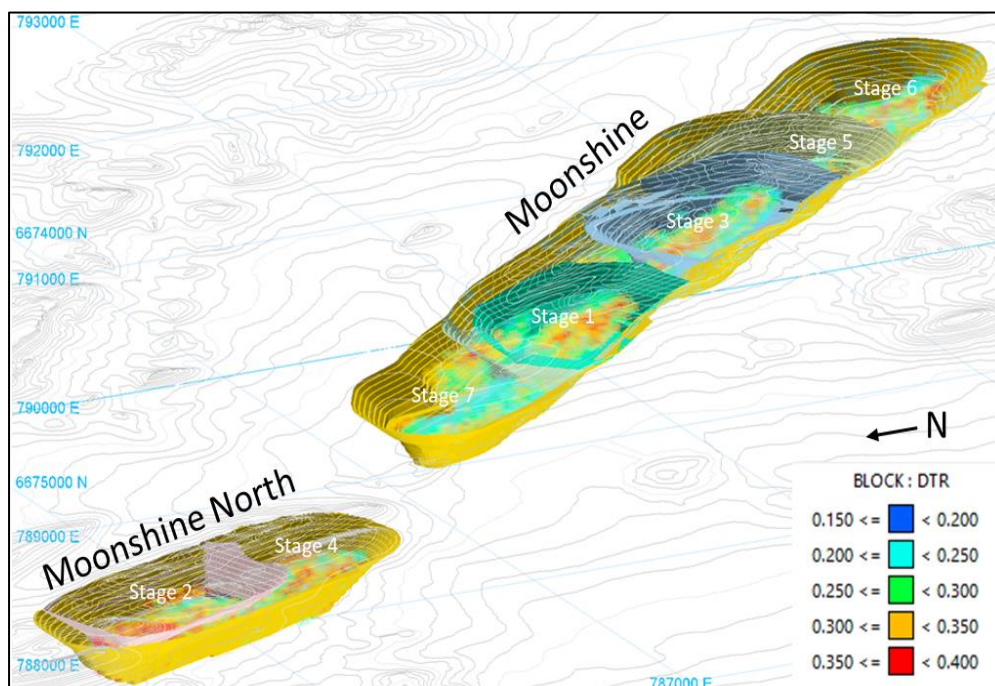 793000 E
792000 E
6674000 N
791000 E
790000 E
6675000 N
789000 E
788000 E
787000 E
Moonshine
Stage 6
Stage 5
Stage 3
Stage 1
Stage 7
Moonshine North
Stage 4
Stage 2
N
BLOCK : DTR
0.150 <= < 0.200
0.200 <= < 0.250
0.250 <= < 0.300
0.300 <= < 0.350
0.350 <= < 0.400